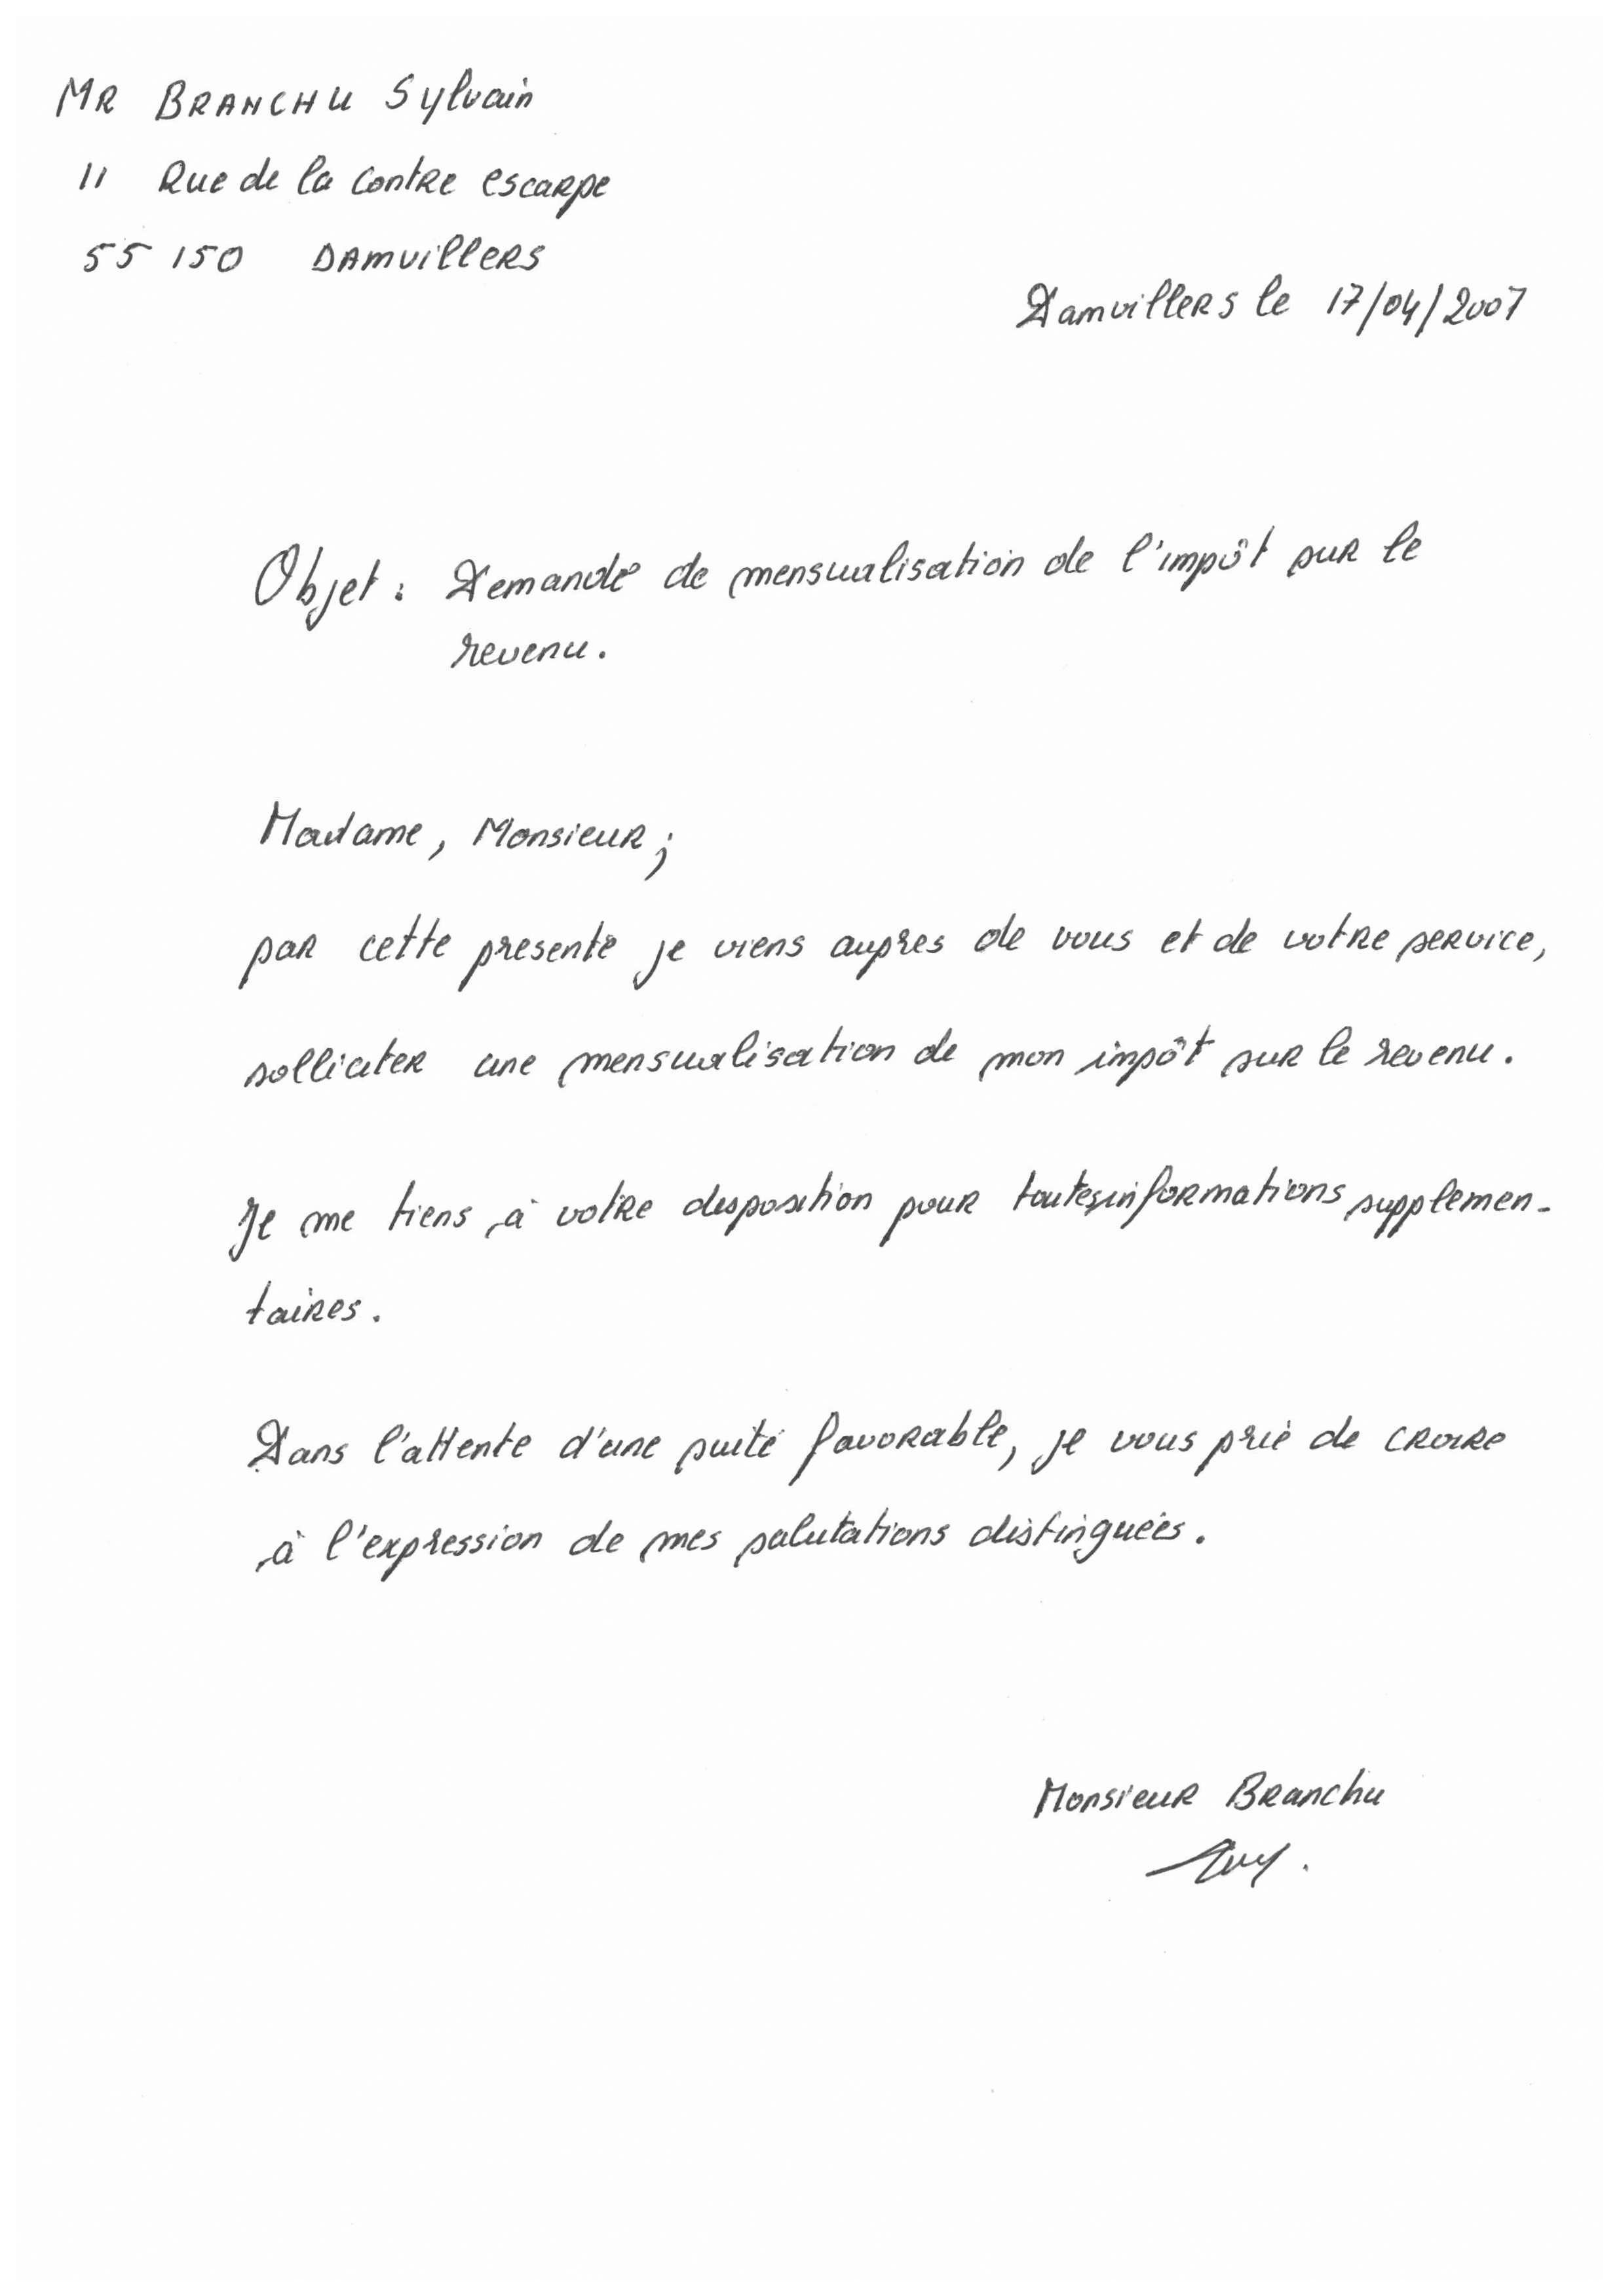 MR BRANCHU Sylvain
11 Rue de la contre escarpe
55 150 DAMVILLERS
Damvillers le 17/04/2007
Objet : Demande de mensualisation de l'impôt sur le
revenu.
Madame, Monsieur ;
par cette presente je viens aupres de vous et de votre service,
solliciter une mensualisation de mon impôt sur le revenu.
Je me tiens à votre disposition pour toutes informations supplemen-
taires.
Dans l'attente d'une suite favorable, je vous prie de croire
à l'expression de mes salutations distinguées.
Monsieur Branchu